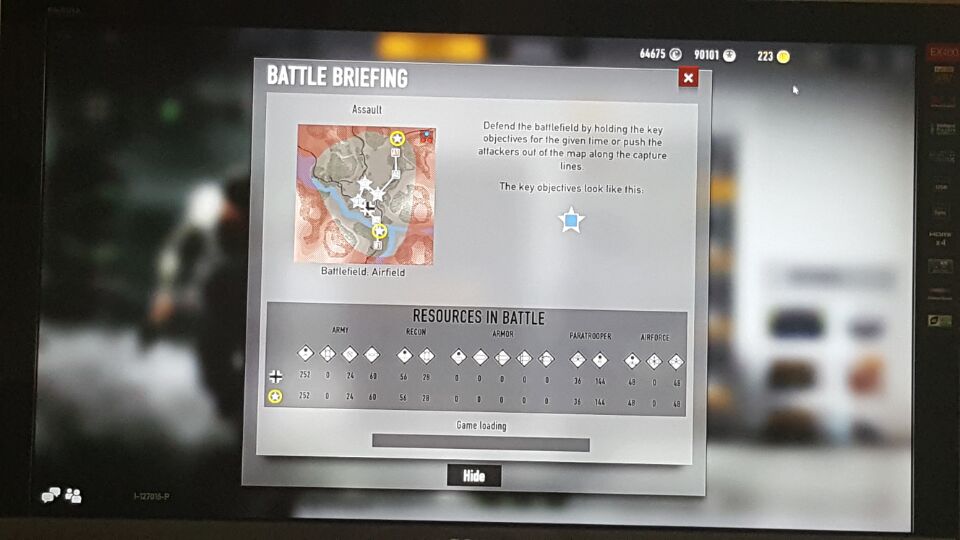 64675 90101 223
BATTLE BRIEFING
Assault
Defend the battlefield by holding the key
objectives for the given time or push the
attackers out of the map along the capture
lines.
The key objectives look like this:
Battlefield: Airfield
RESOURCES IN BATTLE
ARMY RECON ARMOR PARATROOPER AIRFORCE
252 0 24 60 56 28 0 0 0 0 0 36 144 48 0 48
252 0 24 60 56 28 0 0 0 0 0 36 144 48 0 48
Game loading
Hide
I-127015-P
USB
HDMI
x4